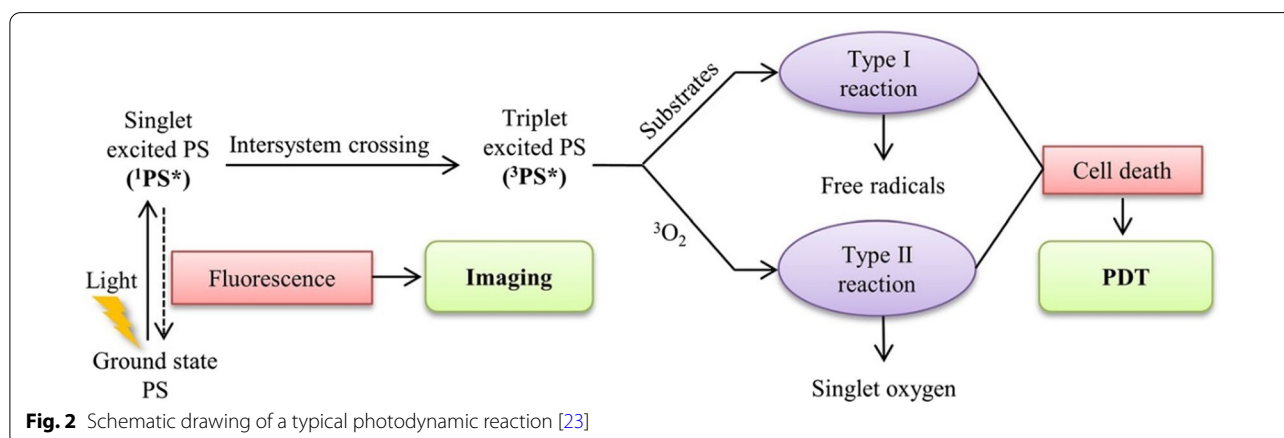 Singlet
excited PS
(¹PS*)
Intersystem crossing
Triplet
excited PS
(³PS*)
Substrates
³O₂
Type I
reaction
Free radicals
Type II
reaction
Singlet oxygen
Cell death
PDT
Light
Fluorescence
Imaging
Ground state
PS
Fig. 2 Schematic drawing of a typical photodynamic reaction [23]